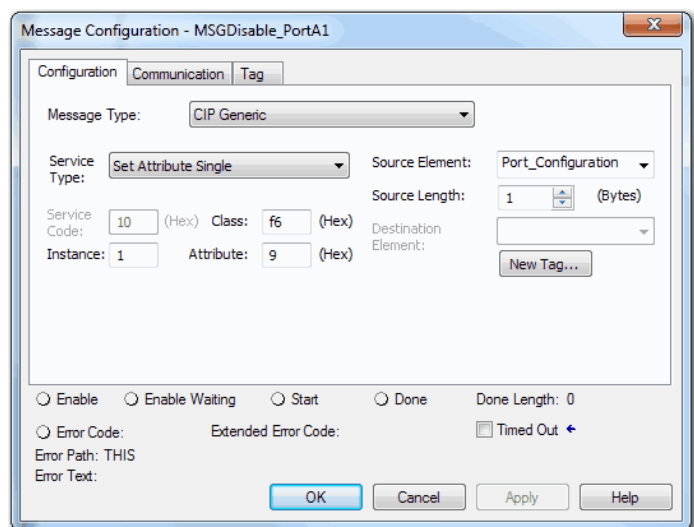 Message Configuration - MSGDisable_PortA1
Configuration Communication Tag
Message Type: CIP Generic
Service Type: Set Attribute Single
Source Element: Port_Configuration
Source Length: 1 (Bytes)
Service Code: 10 (Hex) Class: f6 (Hex)
Destination Element:
Instance: 1 Attribute: 9 (Hex)
New Tag...
Enable Enable Waiting Start Done Done Length: 0
Error Code: Extended Error Code: Timed Out
Error Path: THIS
Error Text:
OK Cancel Apply Help